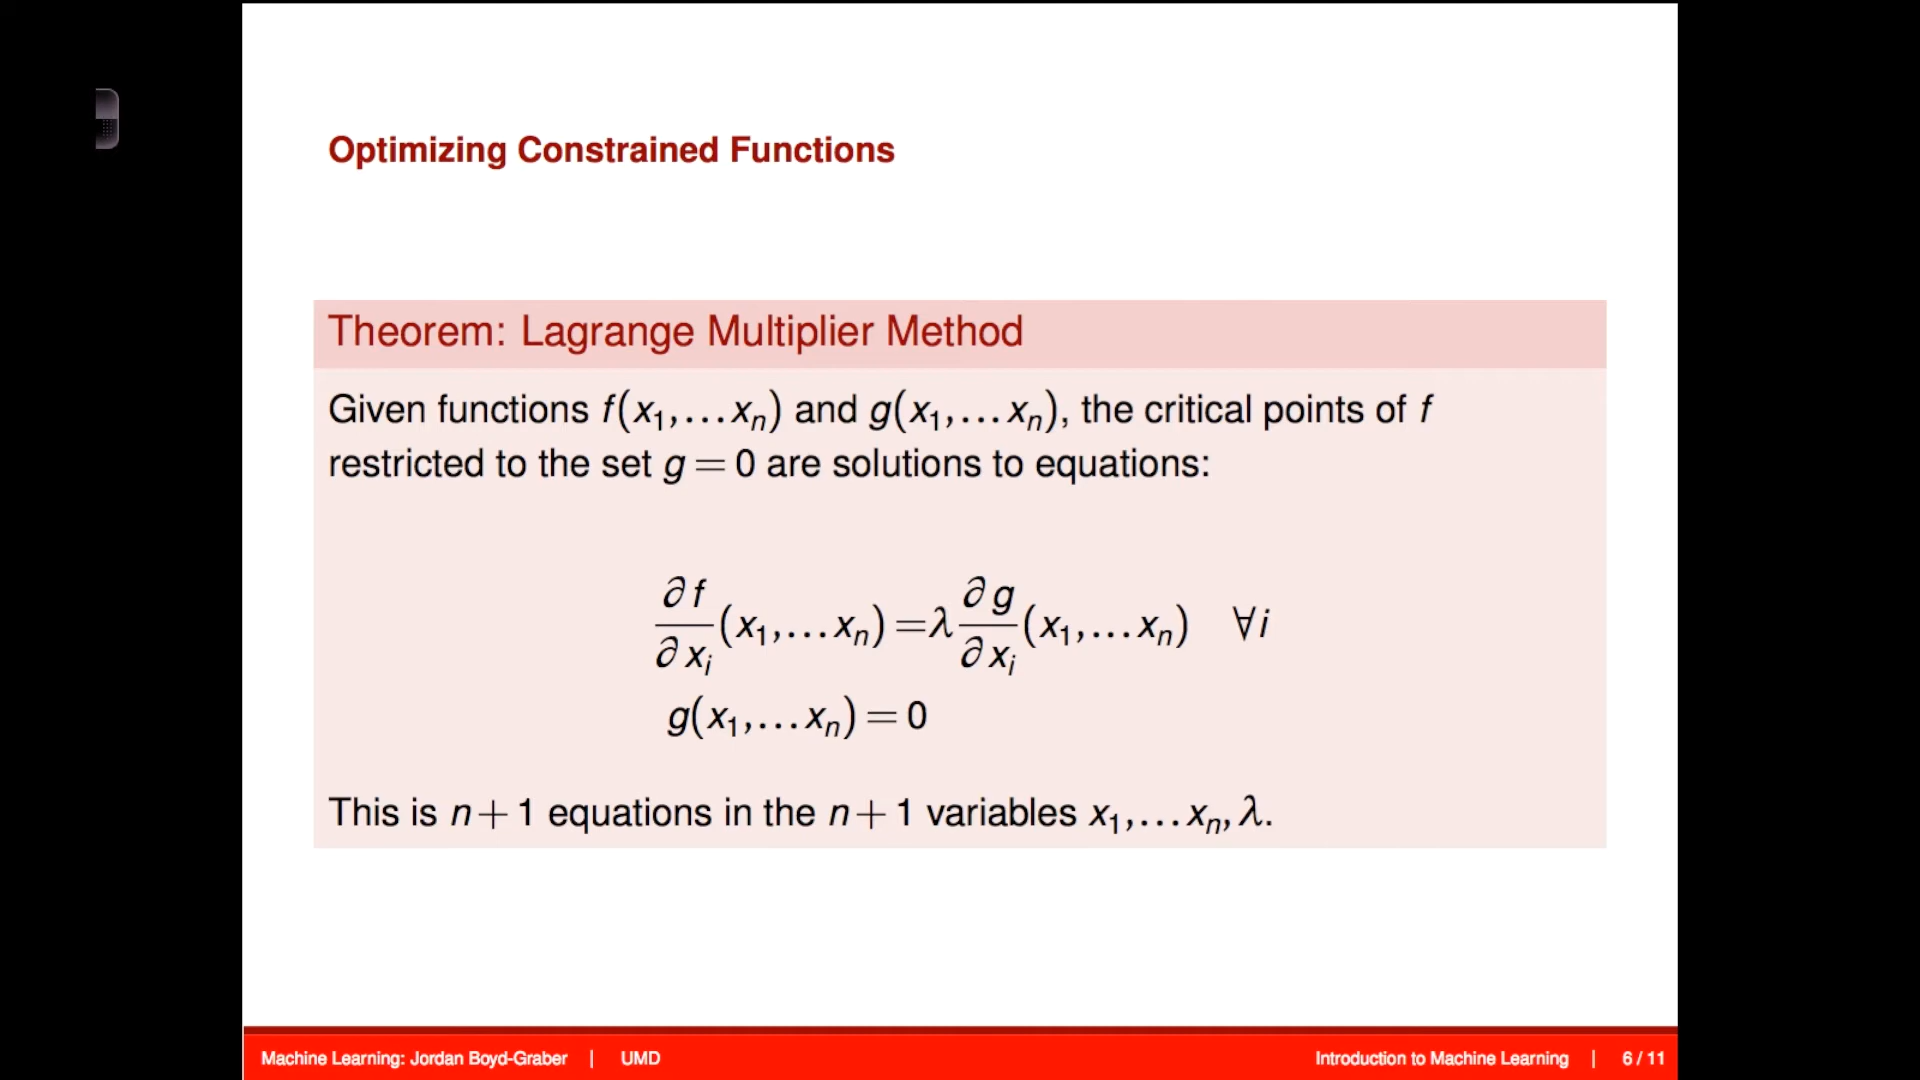 Optimizing Constrained Functions
Theorem: Lagrange Multiplier Method
Given functions f(x₁,…xₙ) and g(x₁,…xₙ), the critical points of f
restricted to the set g = 0 are solutions to equations:
∂f/∂xᵢ (x₁,…xₙ) = λ ∂g/∂xᵢ (x₁,…xₙ) ∀i
g(x₁,…xₙ) = 0
This is n + 1 equations in the n + 1 variables x₁,…xₙ, λ.
Machine Learning: Jordan Boyd-Graber | UMD Introduction to Machine Learning | 6 / 11